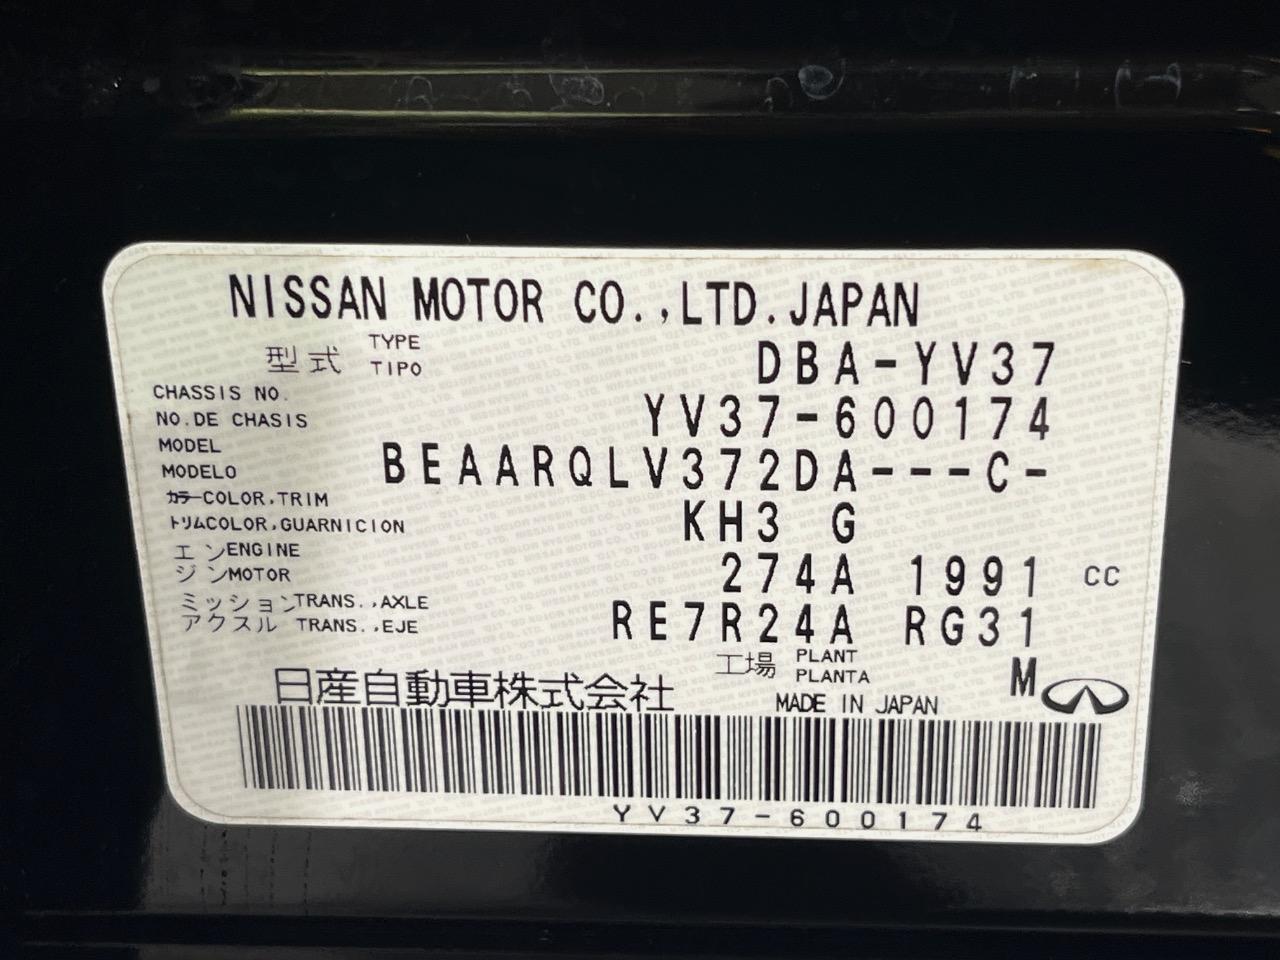 NISSAN MOTOR CO.,LTD.JAPAN
型式 TYPE TIPO DBA-YV37
CHASSIS NO.
NO.DE CHASIS YV37-600174
MODEL
MODELO BEAARQLV372DA---C-
カラーCOLOR,TRIM
トリムCOLOR,GUARNICION KH3 G
エンENGINE
ジンMOTOR 274A 1991 CC
ミッションTRANS.,AXLE
アクスル TRANS.,EJE RE7R24A RG31
工場 PLANT PLANTA M
日産自動車株式会社 MADE IN JAPAN
YV37-600174